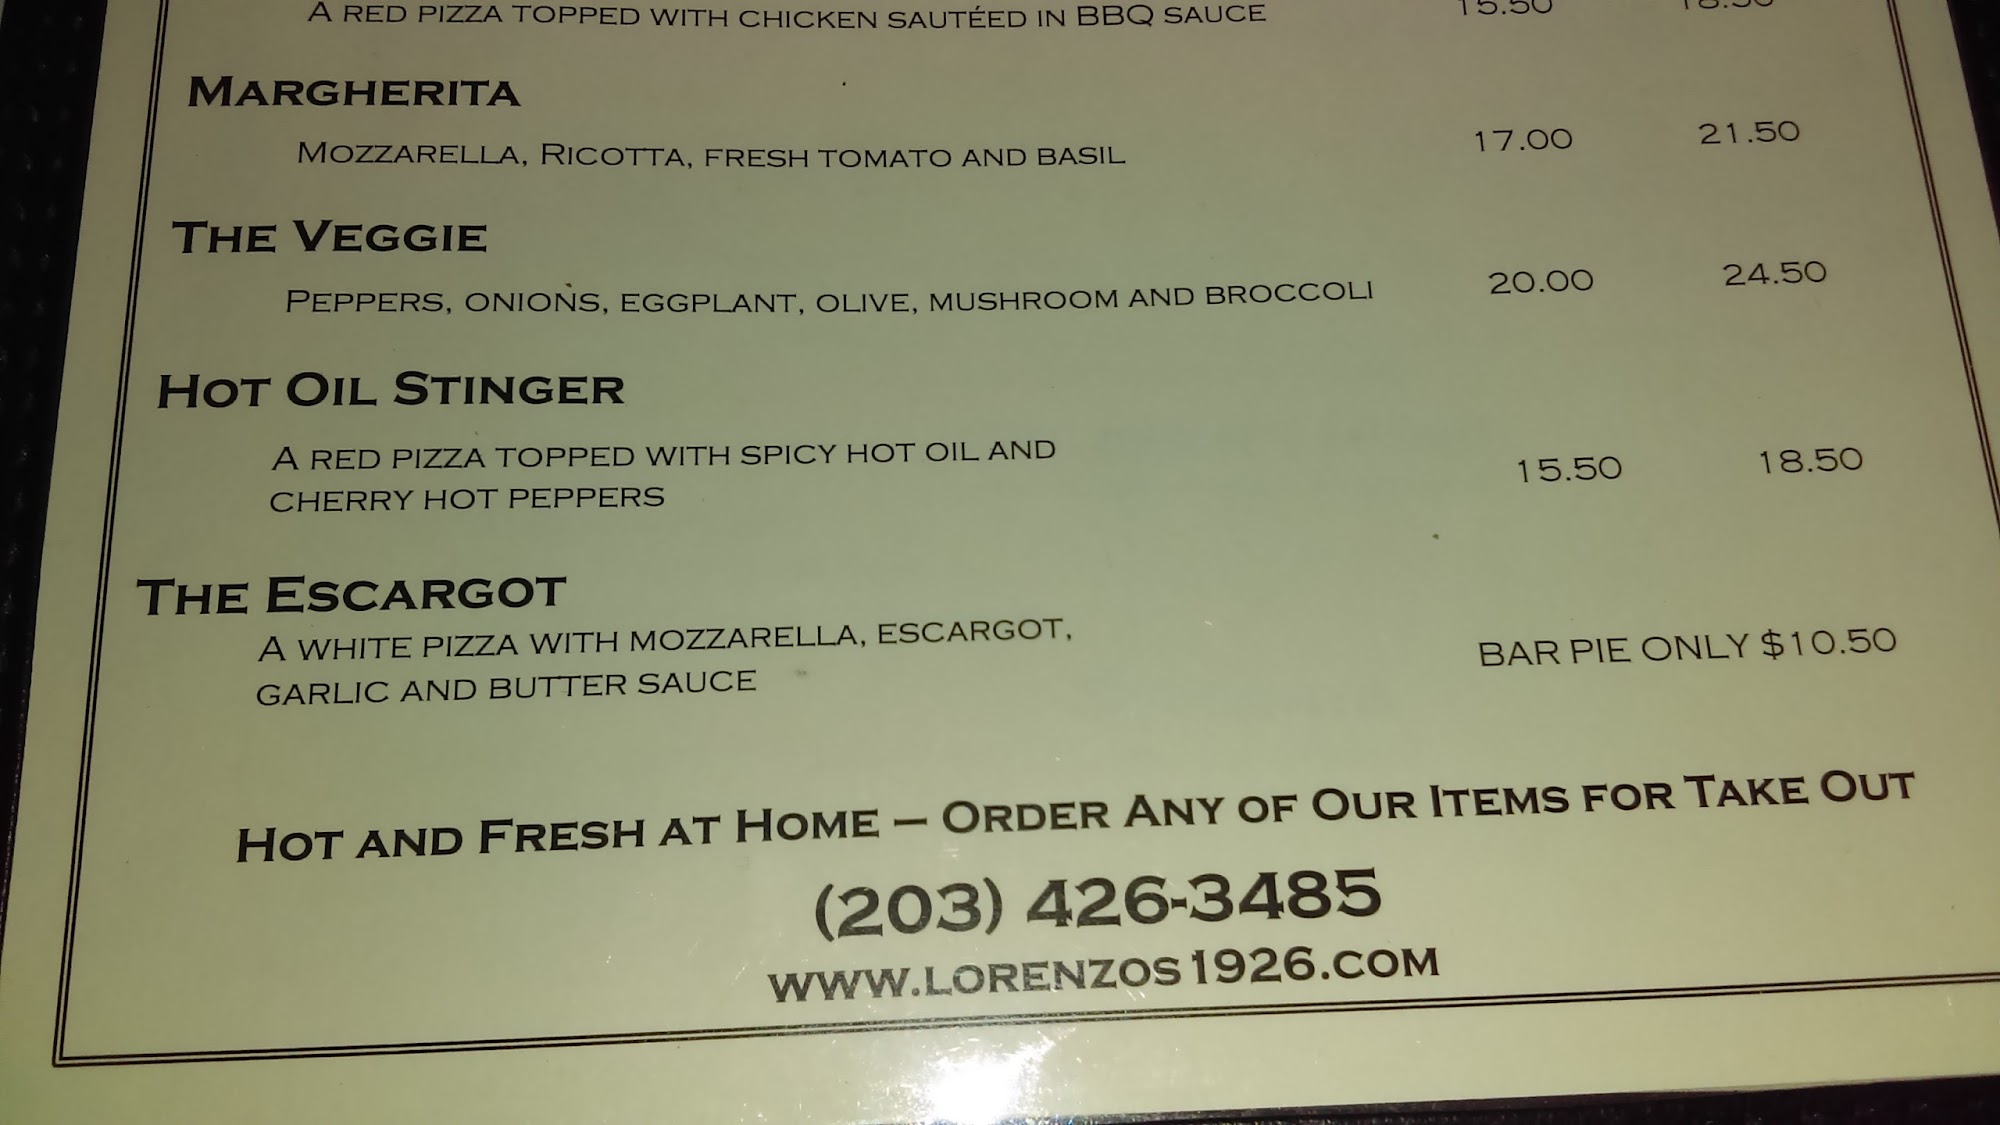 A RED PIZZA TOPPED WITH CHICKEN SAUTÉED IN BBQ SAUCE 15.50 18.50
MARGHERITA
MOZZARELLA, RICOTTA, FRESH TOMATO AND BASIL 17.00 21.50
THE VEGGIE
PEPPERS, ONIONS, EGGPLANT, OLIVE, MUSHROOM AND BROCCOLI 20.00 24.50
HOT OIL STINGER
A RED PIZZA TOPPED WITH SPICY HOT OIL AND
CHERRY HOT PEPPERS 15.50 18.50
THE ESCARGOT
A WHITE PIZZA WITH MOZZARELLA, ESCARGOT,
GARLIC AND BUTTER SAUCE BAR PIE ONLY $10.50
HOT AND FRESH AT HOME – ORDER ANY OF OUR ITEMS FOR TAKE OUT
(203) 426-3485
WWW.LORENZOS1926.COM